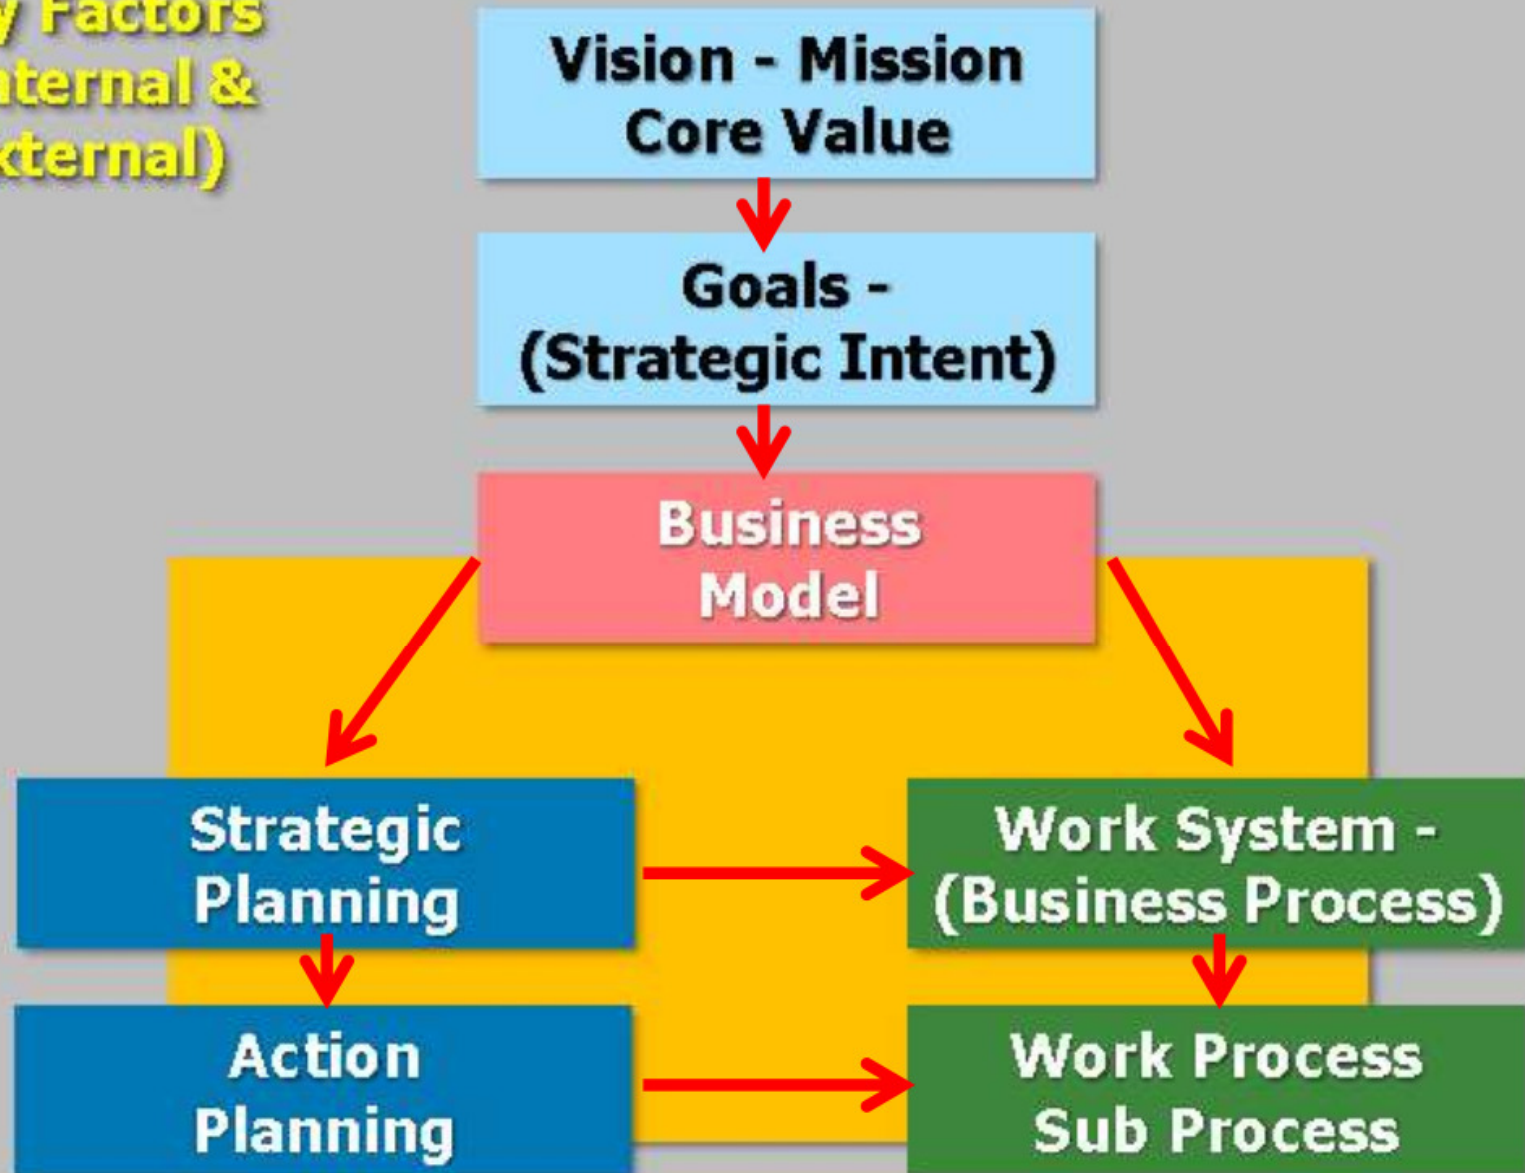 y Factors
nternal &
xternal)
Vision - Mission
Core Value
Goals -
(Strategic Intent)
Business
Model
Strategic
Planning
Work System -
(Business Process)
Action
Planning
Work Process
Sub Process